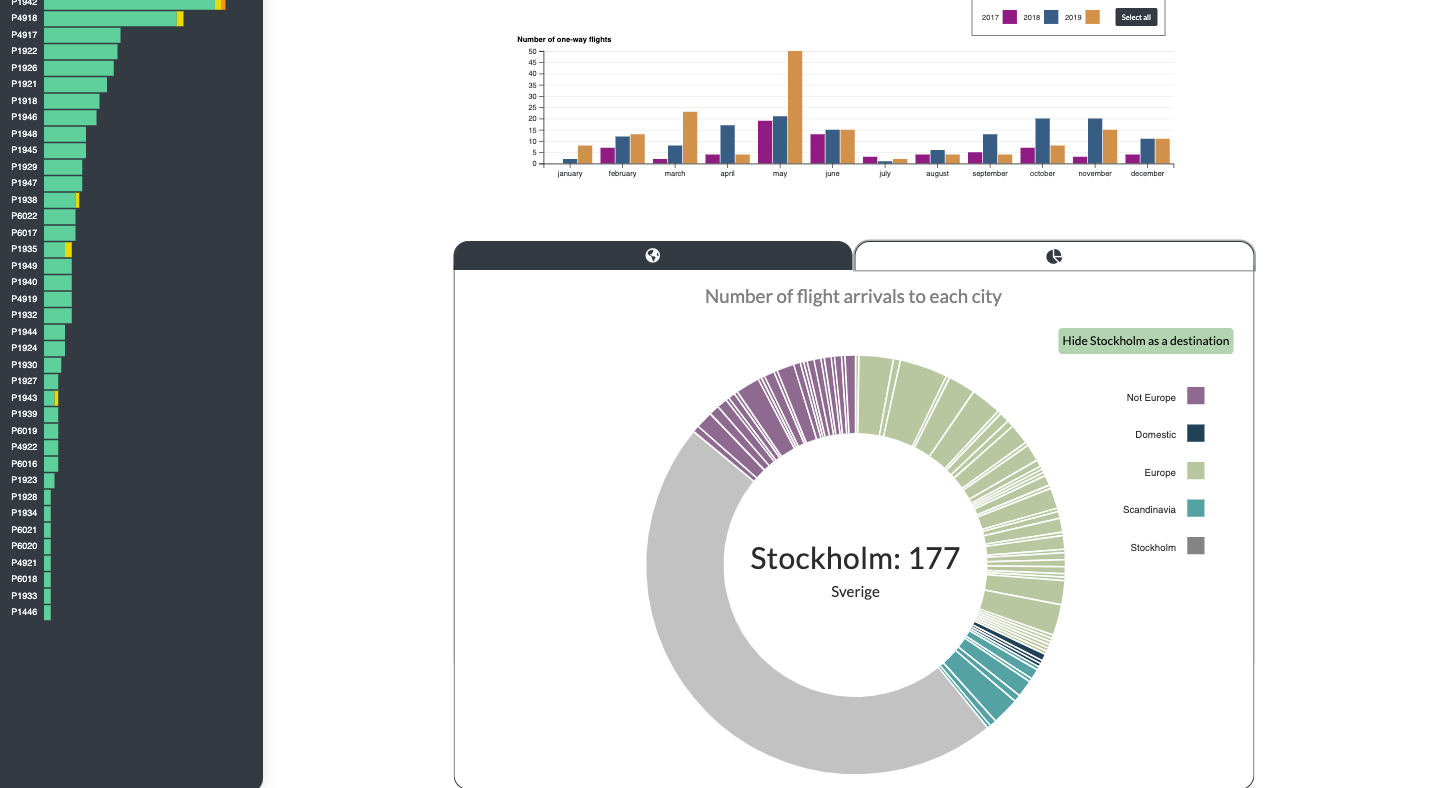 P1942
P4918
P4917
P1922
P1926
P1921
P1918
P1946
P1948
P1945
P1929
P1947
P1938
P6022
P6017
P1935
P1949
P1940
P4919
P1932
P1944
P1924
P1930
P1927
P1943
P1939
P6019
P4922
P6016
P1923
P1928
P1934
P6021
P6020
P4921
P6018
P1933
P1446
2017 2018 2019 Select all
Number of one-way flights
50
45
40
35
30
25
20
15
10
5
0
january february march april may june july august september october november december
Number of flight arrivals to each city
Hide Stockholm as a destination
Not Europe
Domestic
Europe
Scandinavia
Stockholm
Stockholm: 177
Sverige